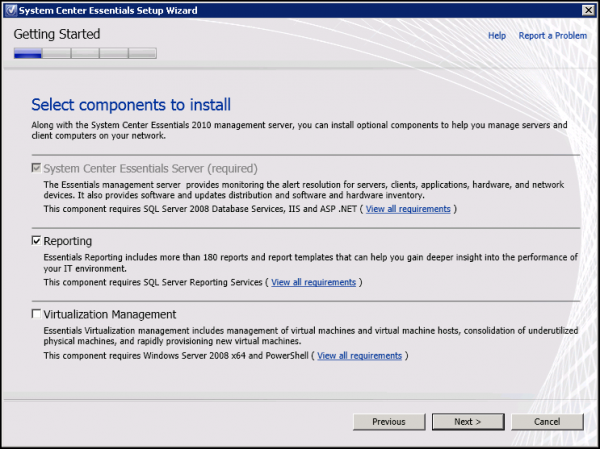 System Center Essentials Setup Wizard
Getting Started
Help Report a Problem
Select components to install
Along with the System Center Essentials 2010 management server, you can install optional components to help you manage servers and
client computers on your network.
System Center Essentials Server (required)
The Essentials management server provides monitoring the alert resolution for servers, clients, applications, hardware, and network
devices. It also provides software and updates distribution and software and hardware inventory.
This component requires SQL Server 2008 Database Services, IIS and ASP .NET ( View all requirements )
Reporting
Essentials Reporting includes more than 180 reports and report templates that can help you gain deeper insight into the performance of
your IT environment.
This component requires SQL Server Reporting Services ( View all requirements )
Virtualization Management
Essentials Virtualization management includes management of virtual machines and virtual machine hosts, consolidation of underutilized
physical machines, and rapidly provisioning new virtual machines.
This component requires Windows Server 2008 x64 and PowerShell ( View all requirements )
Previous Next > Cancel